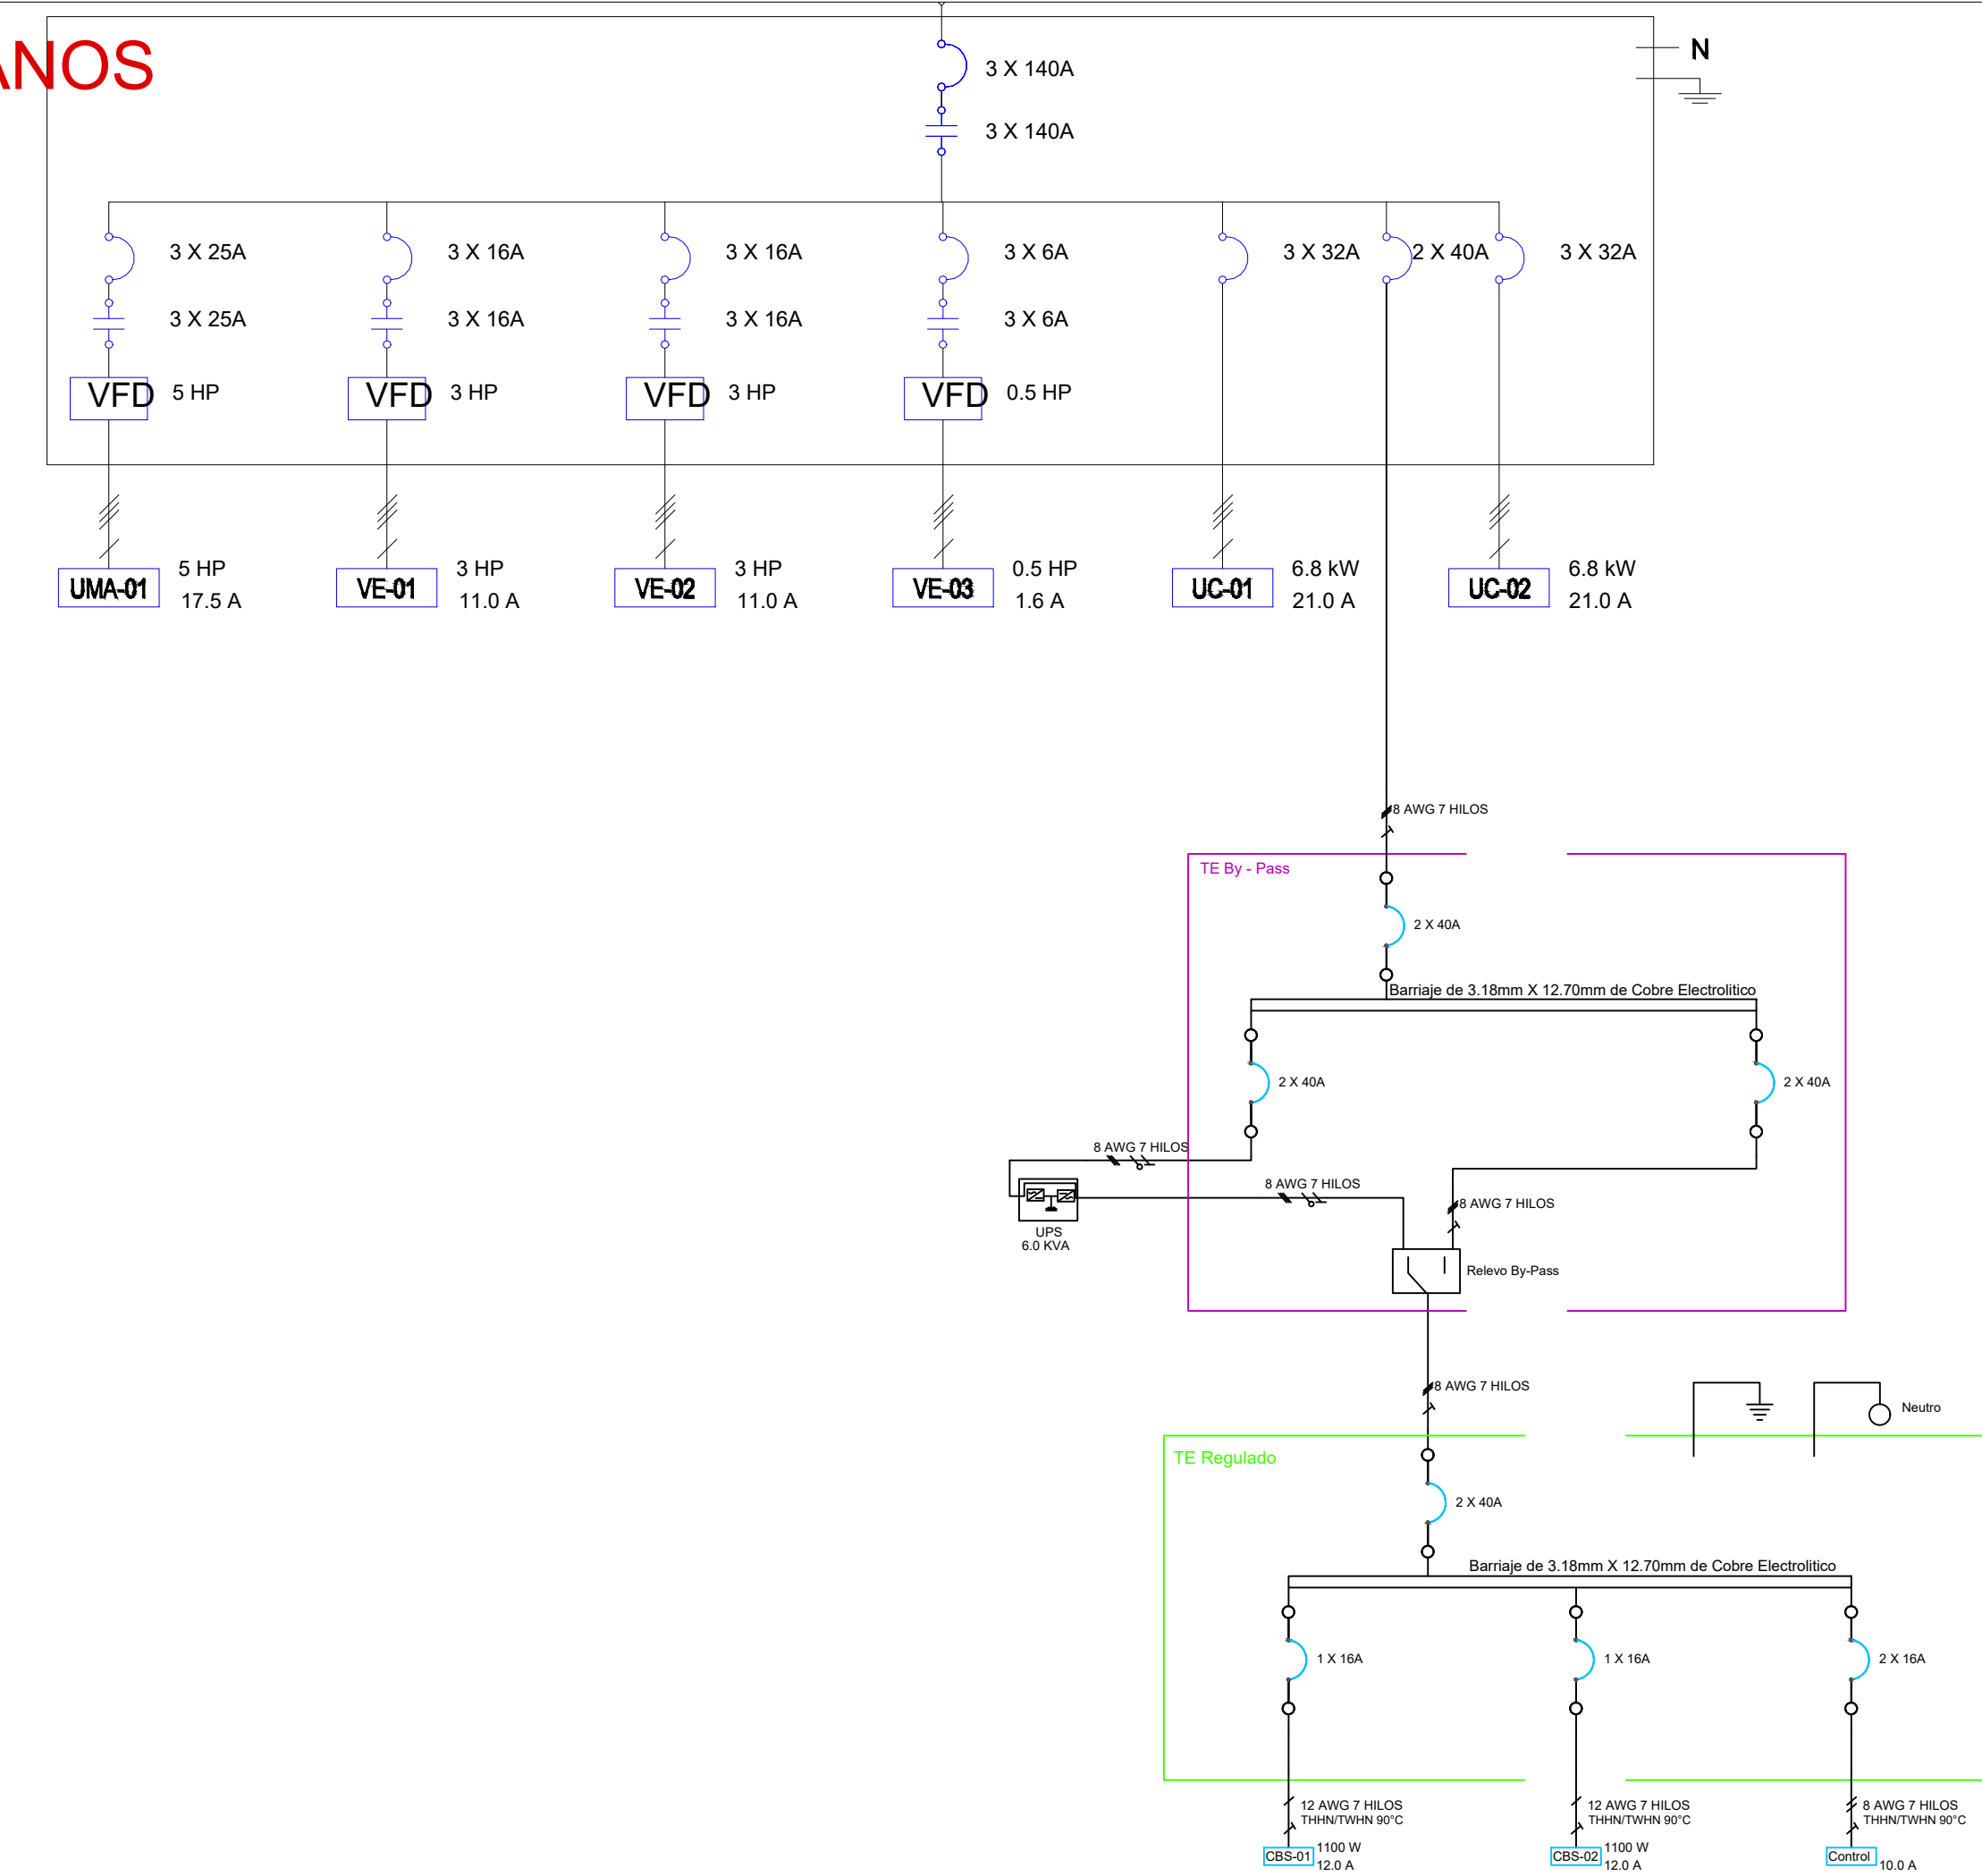 ANOS
N
3 X 140A
3 X 140A
3 X 25A
3 X 16A
3 X 16A
3 X 6A
3 X 32A
2 X 40A
3 X 32A
3 X 25A
3 X 16A
3 X 16A
3 X 6A
VFD 5 HP
VFD 3 HP
VFD 3 HP
VFD 0.5 HP
UMA-01 5 HP
17.5 A
VE-01 3 HP
11.0 A
VE-02 3 HP
11.0 A
VE-03 0.5 HP
1.6 A
UC-01 6.8 kW
21.0 A
UC-02 6.8 kW
21.0 A
8 AWG 7 HILOS
TE By - Pass
2 X 40A
Barriaje de 3.18mm X 12.70mm de Cobre Electrolitico
2 X 40A
2 X 40A
8 AWG 7 HILOS
8 AWG 7 HILOS
8 AWG 7 HILOS
UPS
6.0 KVA
Relevo By-Pass
8 AWG 7 HILOS
Neutro
TE Regulado
2 X 40A
Barriaje de 3.18mm X 12.70mm de Cobre Electrolitico
1 X 16A
1 X 16A
2 X 16A
12 AWG 7 HILOS
THHN/TWHN 90°C
12 AWG 7 HILOS
THHN/TWHN 90°C
8 AWG 7 HILOS
THHN/TWHN 90°C
CBS-01 1100 W
12.0 A
CBS-02 1100 W
12.0 A
Control
10.0 A